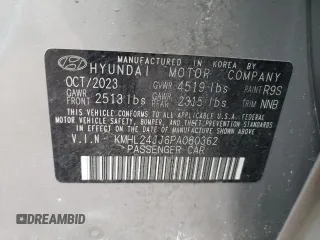 MANUFACTURED IN KOREA BY
HYUNDAI MOTOR COMPANY
OCT/2023 GVWR 4519 lbs PAINT R9S
GAWR FRONT 2513 lbs GAWR REAR 2315 lbs TRIM NNB
THIS VEHICLE CONFORMS TO ALL APPLICABLE
U.S. FEDERAL MOTOR VEHICLE SAFETY, BUMPER,
AND THEFT PREVENTION STANDARDS IN EFFECT
ON THE DATE OF MANUFACTURE SHOWN ABOVE.
V.I.N -
PASSENGER CAR
DREAMBID